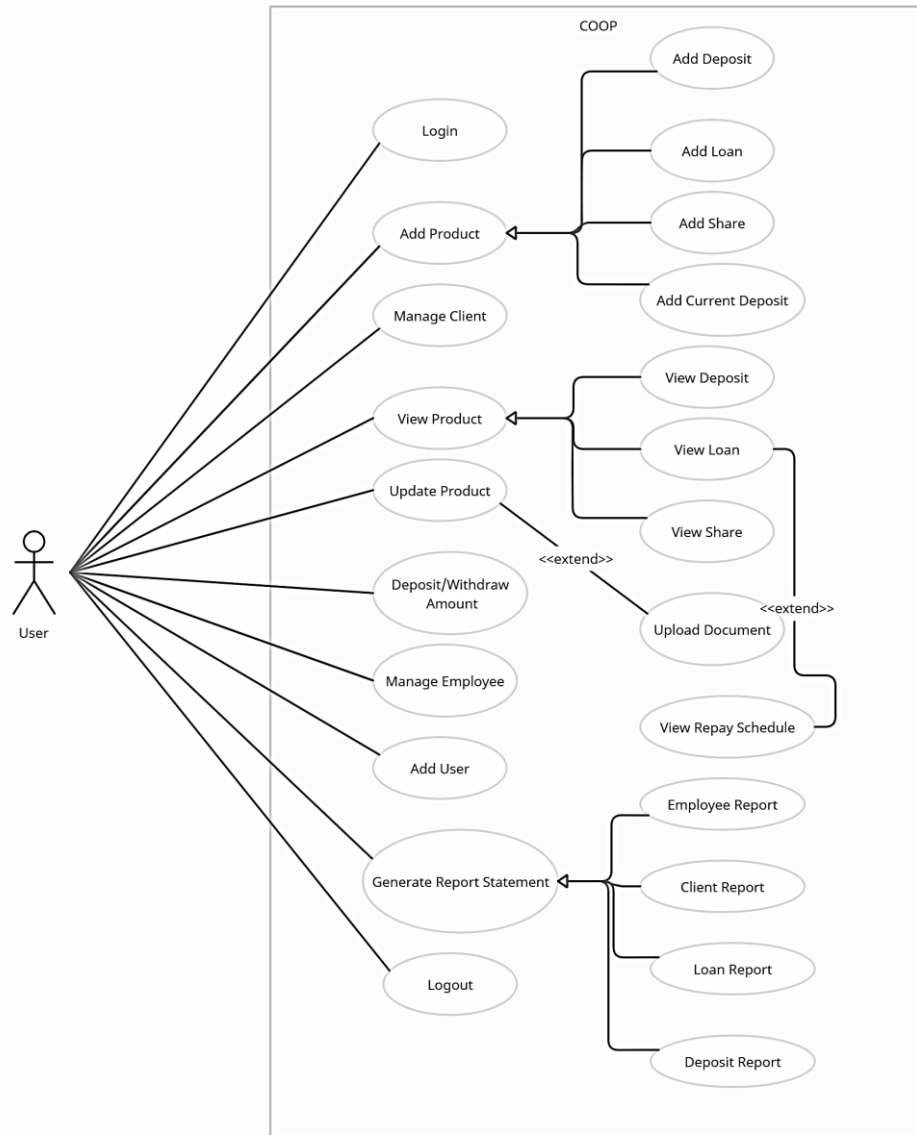 COOP
Add Deposit
Login
Add Loan
Add Product
Add Share
Add Current Deposit
Manage Client
View Deposit
View Product
View Loan
Update Product
View Share
<<extend>>
Deposit/Withdraw
Amount
<<extend>>
User
Upload Document
Manage Employee
View Repay Schedule
Add User
Employee Report
Generate Report Statement
Client Report
Loan Report
Logout
Deposit Report